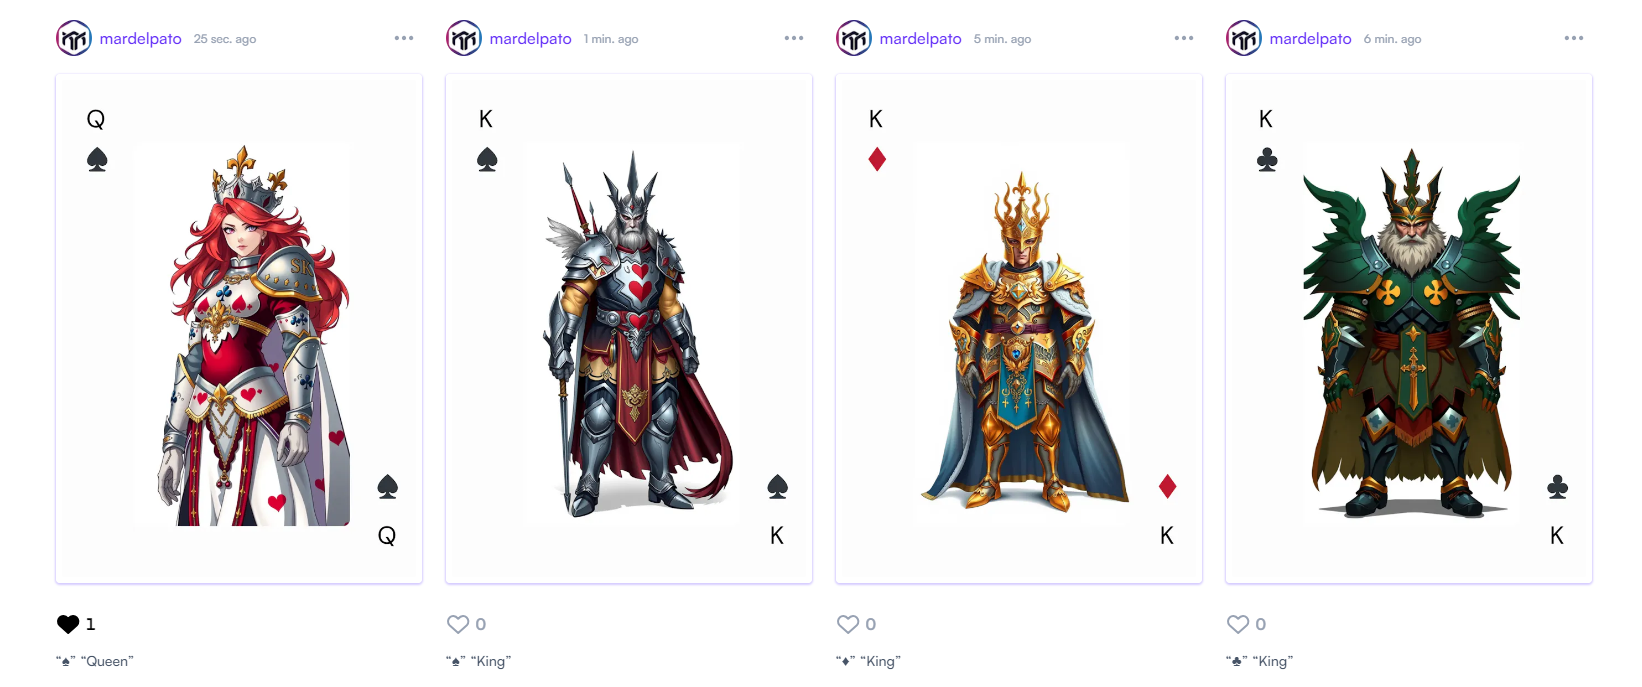 mardelpato 25 sec. ago
Q
SK
Q
1
“♠” “Queen”
mardelpato 1 min. ago
K
K
0
“♠” “King”
mardelpato 5 min. ago
K
K
0
“♦” “King”
mardelpato 6 min. ago
K
K
0
“♣” “King”